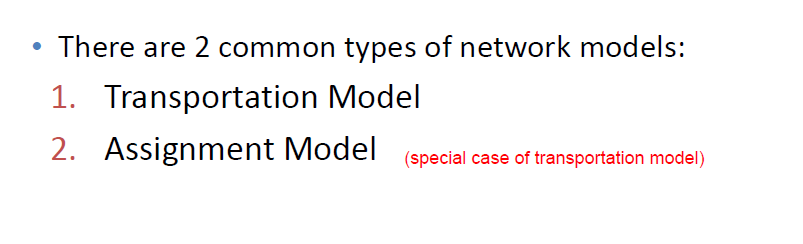 • There are 2 common types of network models:
1. Transportation Model
2. Assignment Model (special case of transportation model)